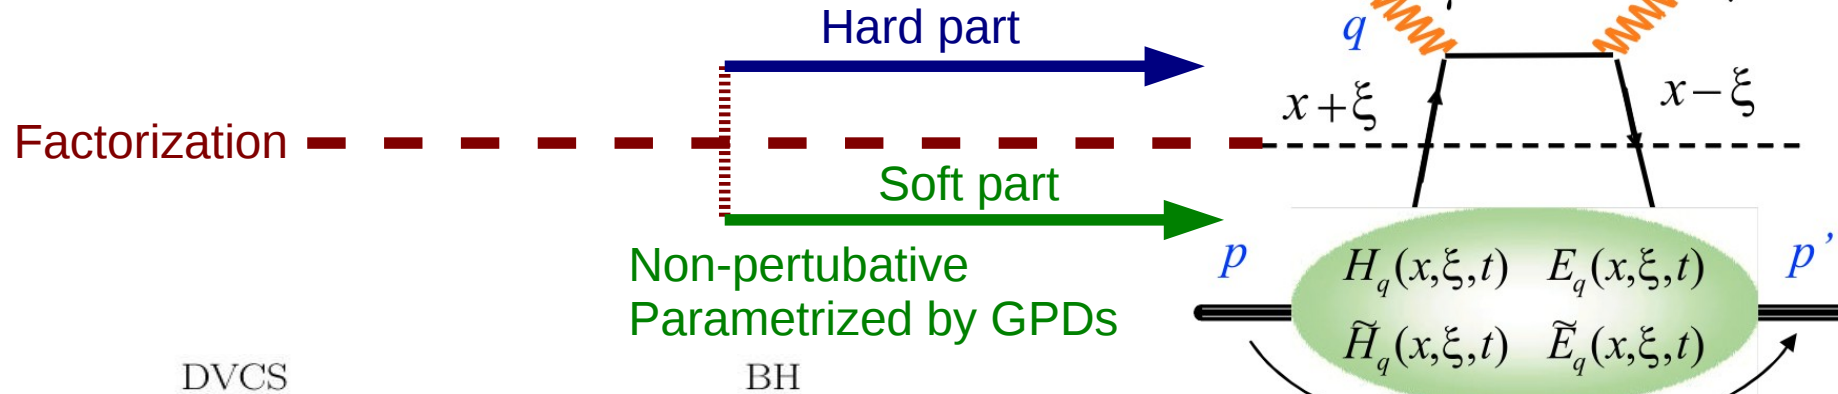 Hard part
q
x+ξ
x−ξ
Factorization
Soft part
p
p’
Non-pertubative
Parametrized by GPDs
H_q(x,ξ,t) E_q(x,ξ,t)
H̃_q(x,ξ,t) Ẽ_q(x,ξ,t)
DVCS
BH